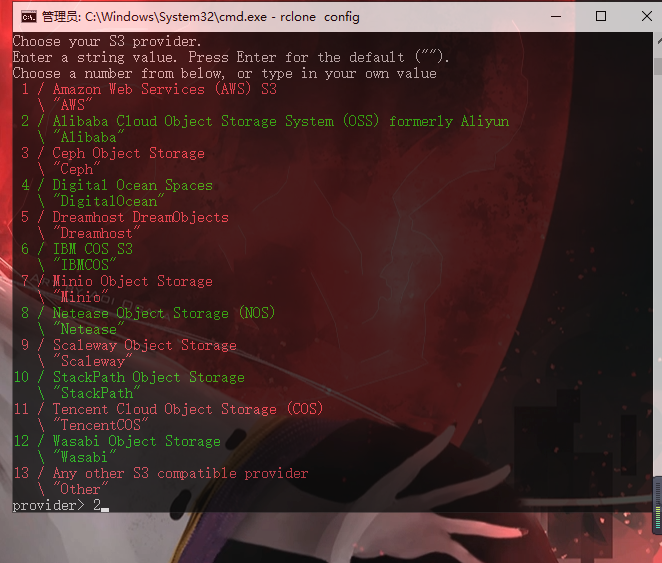 管理员: C:\Windows\System32\cmd.exe - rclone  config
Choose your S3 provider.
Enter a string value. Press Enter for the default ("").
Choose a number from below, or type in your own value
 1 / Amazon Web Services (AWS) S3
   \ "AWS"
 2 / Alibaba Cloud Object Storage System (OSS) formerly Aliyun
   \ "Alibaba"
 3 / Ceph Object Storage
   \ "Ceph"
 4 / Digital Ocean Spaces
   \ "DigitalOcean"
 5 / Dreamhost DreamObjects
   \ "Dreamhost"
 6 / IBM COS S3
   \ "IBMCOS"
 7 / Minio Object Storage
   \ "Minio"
 8 / Netease Object Storage (NOS)
   \ "Netease"
 9 / Scaleway Object Storage
   \ "Scaleway"
10 / StackPath Object Storage
   \ "StackPath"
11 / Tencent Cloud Object Storage (COS)
   \ "TencentCOS"
12 / Wasabi Object Storage
   \ "Wasabi"
13 / Any other S3 compatible provider
   \ "Other"
provider> 2